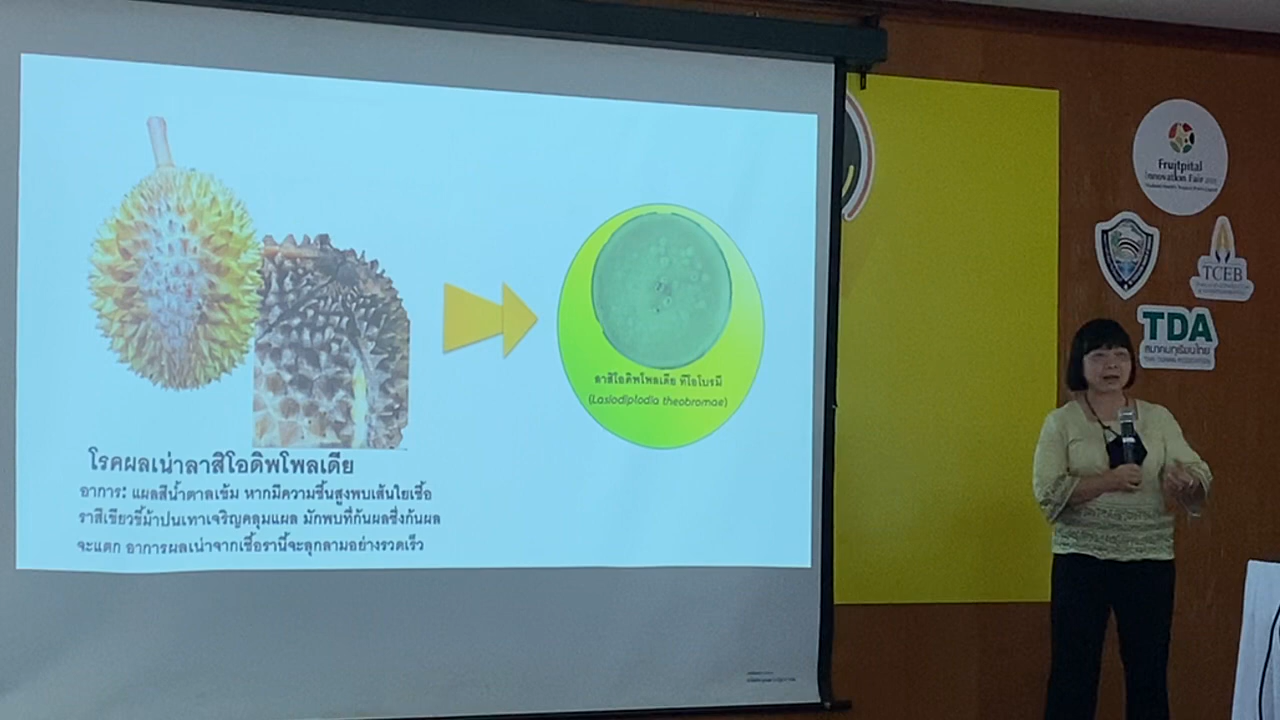 ลาสิโอดิพโพลเดีย ทีโอโบรมี
(Lasiodiplodia theobromae)
โรคผลเน่าลาสิโอดิพโพลเดีย
อาการ: แผลสีน้ำตาลเข้ม หากมีความชื้นสูงพบเส้นใยเชื้อ
ราสีเขียวขี้ม้าปนเทาเจริญคลุมแผล มักพบที่ก้นผลซึ่งก้นผล
จะแตก อาการผลเน่าจากเชื้อรานี้จะลุกลามอย่างรวดเร็ว
Fruitpital
Innovation Fair
TCEB
TDA
สมาคมทุเรียนไทย
THAI DURIAN ASSOCIATION